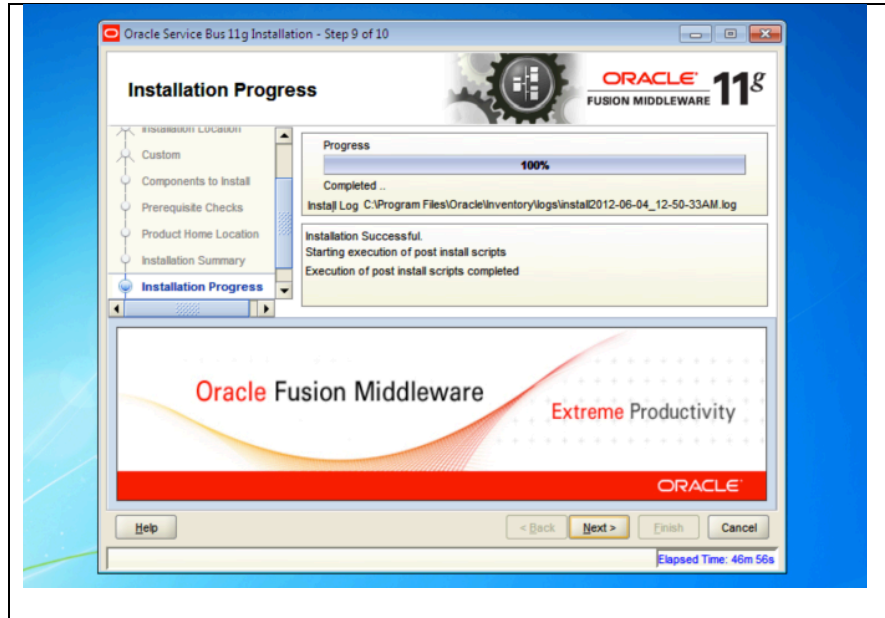 Oracle Service Bus 11g Installation - Step 9 of 10
Installation Progress
ORACLE
FUSION MIDDLEWARE
11g
Installation Location
Custom
Components to Install
Prerequisite Checks
Product Home Location
Installation Summary
Installation Progress
Progress
100%
Completed ..
Install Log C:\Program Files\Oracle\Inventory\logs\install2012-06-04_12-50-33AM.log
Installation Successful.
Starting execution of post install scripts
Execution of post install scripts completed
Oracle Fusion Middleware
Extreme Productivity
ORACLE
Help
< Back
Next >
Finish
Cancel
Elapsed Time: 46m 56s